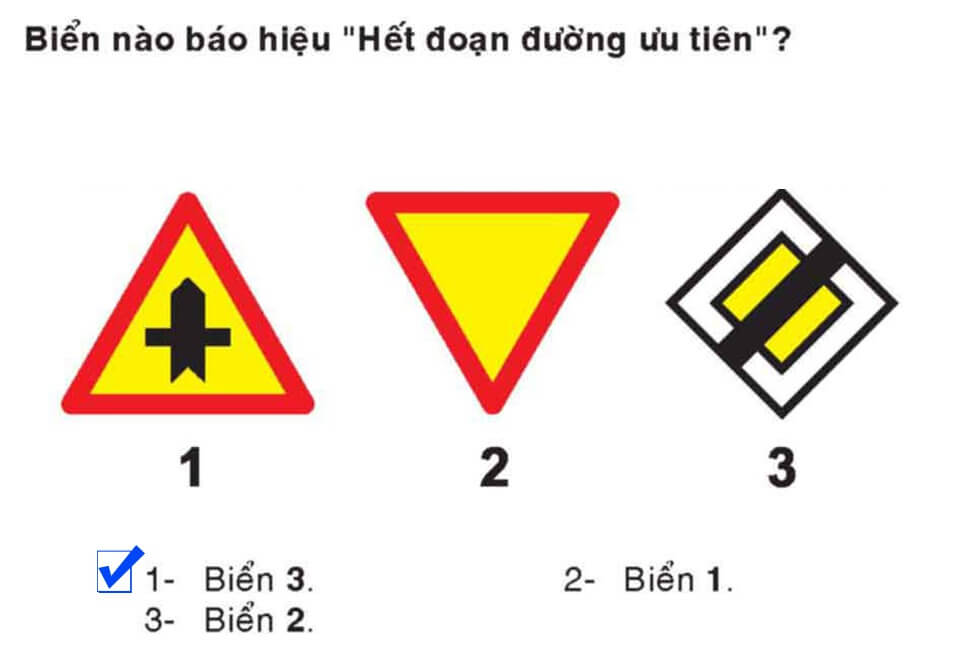 Biển nào báo hiệu "Hết đoạn đường ưu tiên"?
1 2 3
1- Biển 3. 2- Biển 1.
3- Biển 2.